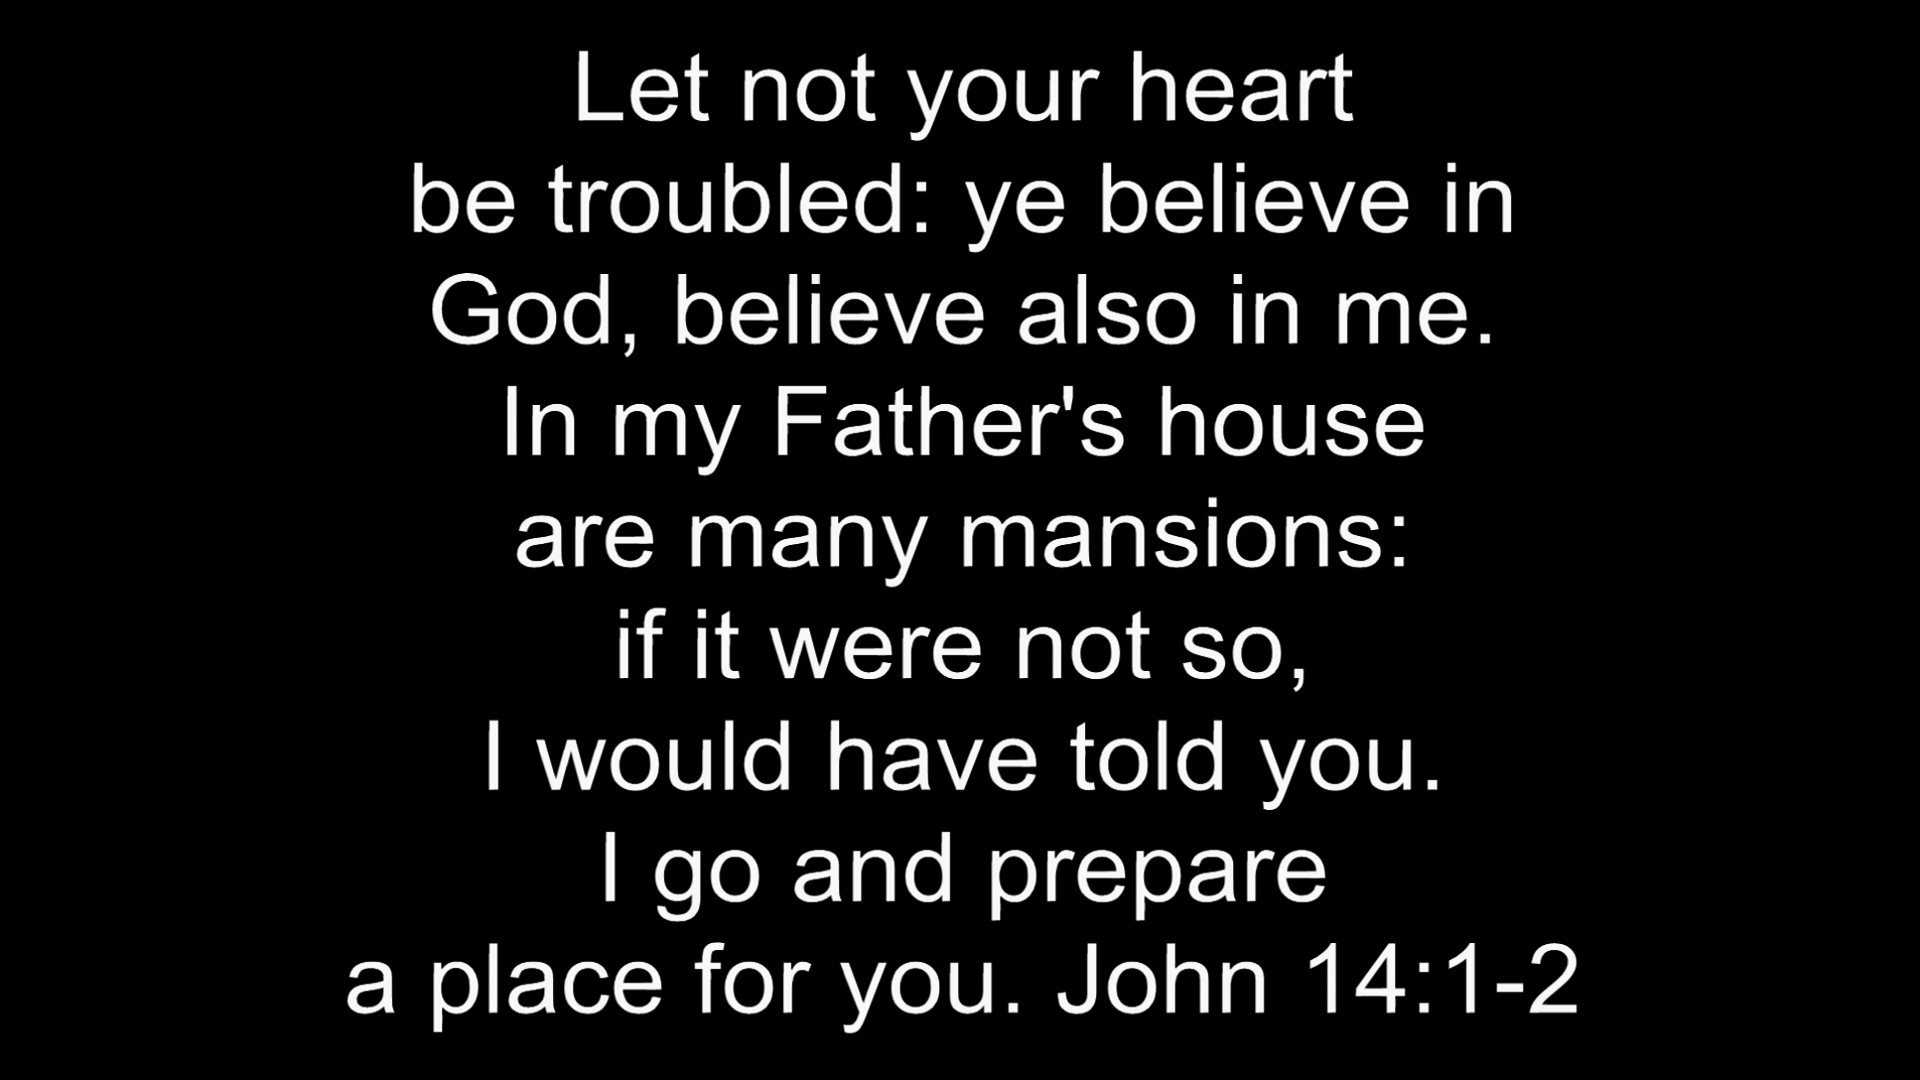 Let not your heart
be troubled: ye believe in
God, believe also in me.
In my Father's house
are many mansions:
if it were not so,
I would have told you.
I go and prepare
a place for you. John 14:1-2